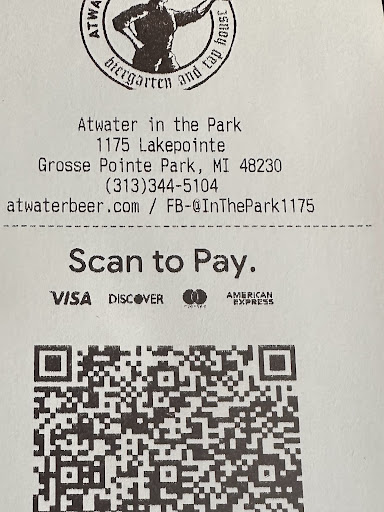 ATWA
biergarten and tap house
Atwater in the Park
1175 Lakepointe
Grosse Pointe Park, MI 48230
(313)344-5104
atwaterbeer.com / FB-@InThePark1175
Scan to Pay.
VISA DISCOVER AMERICAN EXPRESS